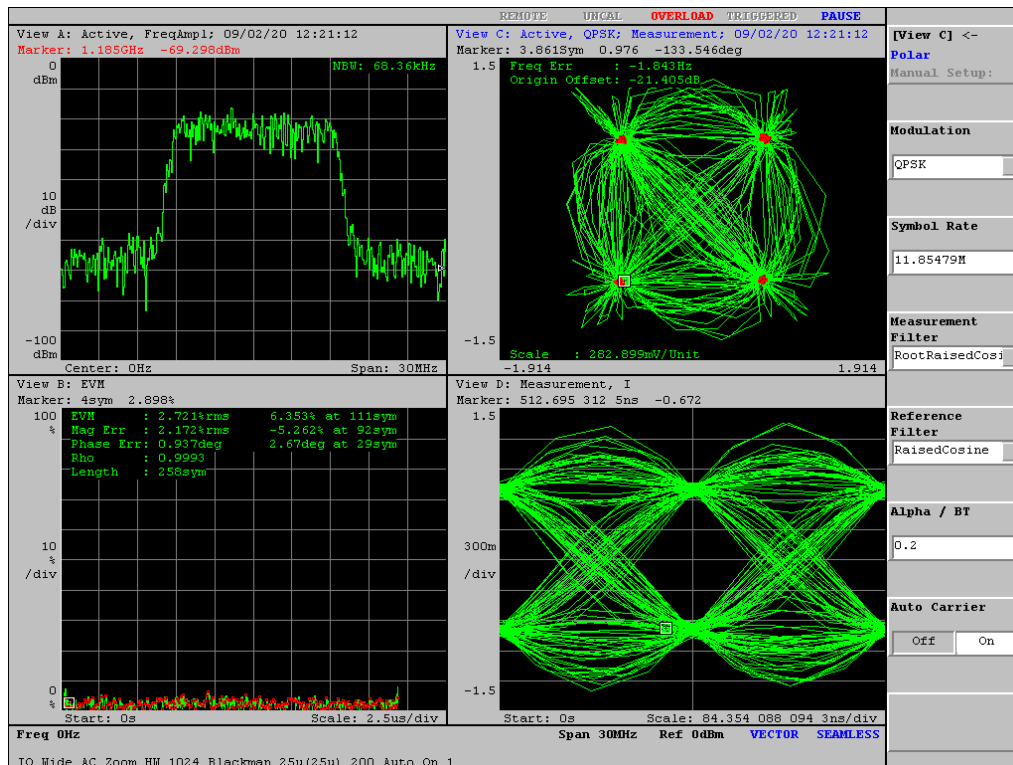 REMOTE UNCAL OVERLOAD TRIGGERED PAUSE
View A: Active, FreqAmpl; 09/02/20 12:21:12
Marker: 1.185GHz -69.298dBm
0
dBm
NBW: 68.36kHz
10
dB
/div
-100
dBm
Center: 0Hz Span: 30MHz
View C: Active, QPSK; Measurement; 09/02/20 12:21:12
Marker: 3.861Sym 0.976 -133.546deg
1.5
Freq Err : -1.843Hz
Origin Offset: -21.405dB
-1.5
Scale : 282.899mV/Unit
-1.914 1.914
View B: EVM
Marker: 4sym 2.898%
100
%
EVM : 2.721%rms 6.353% at 111sym
Mag Err : 2.172%rms -5.262% at 92sym
Phase Err: 0.937deg 2.67deg at 29sym
Rho : 0.9993
Length : 258sym
10
%
/div
0
%
Start: 0s Scale: 2.5us/div
View D: Measurement, I
Marker: 512.695 312 5ns -0.672
1.5
300m
/div
-1.5
Start: 0s Scale: 84.354 088 094 3ns/div
Freq 0Hz Span 30MHz Ref 0dBm VECTOR SEAMLESS
IQ Wide AC Zoom HW 1024 Blackman 25u(25u) 200 Auto On 1
[View C] <-
Polar
Manual Setup:
Modulation
QPSK
Symbol Rate
11.85479M
Measurement
Filter
RootRaisedCosi
Reference
Filter
RaisedCosine
Alpha / BT
0.2
Auto Carrier
Off On